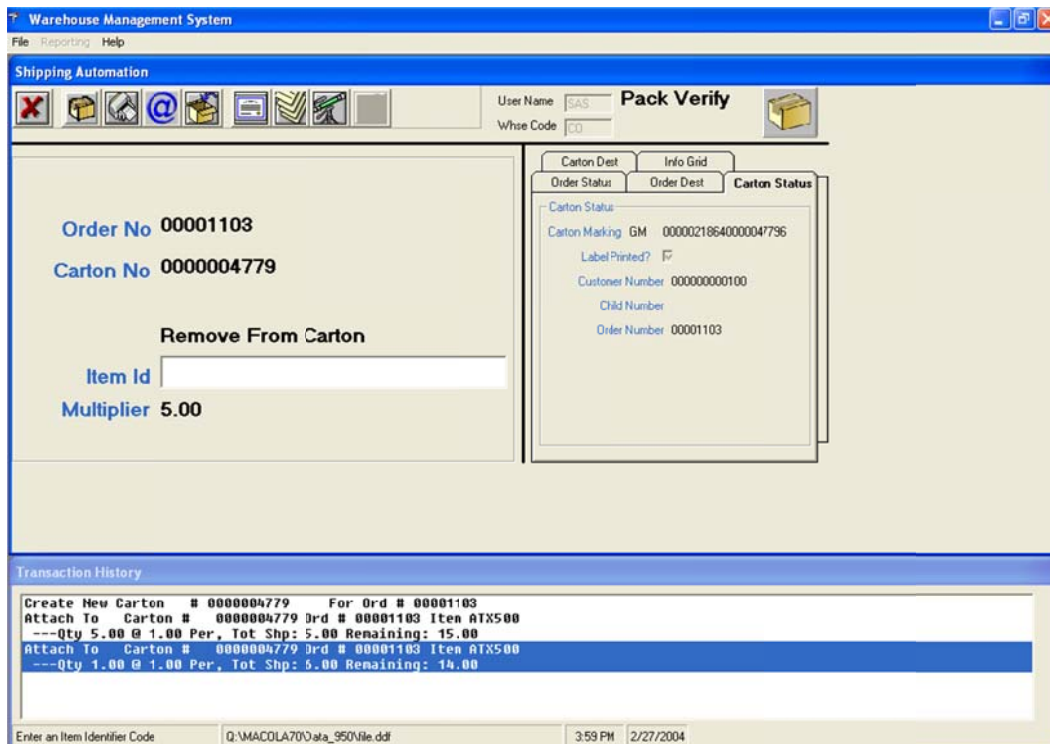 Warehouse Management System
File Reporting Help
Shipping Automation
User Name SAS Pack Verify
Whse Code CO
Order No 00001103
Carton No 0000004779
Remove From Carton
Item Id
Multiplier 5.00
Carton Dest Info Grid
Order Status Order Dest Carton Status
Carton Status
Carton Marking GM 00000218640000047796
Label Printed?
Customer Number 000000000100
Child Number
Order Number 00001103
Transaction History
Create New Carton # 0000004779 For Ord # 00001103
Attach To Carton # 0000004779 Ord # 00001103 Item ATX500
---Qty 5.00 @ 1.00 Per, Tot Shp: 5.00 Remaining: 15.00
Attach To Carton # 0000004779 Ord # 00001103 Item ATX500
---Qty 1.00 @ 1.00 Per, Tot Shp: 6.00 Remaining: 14.00
Enter an Item Identifier Code Q:\MACOLA70\Data_950\file.ddf 3:59 PM 2/27/2004